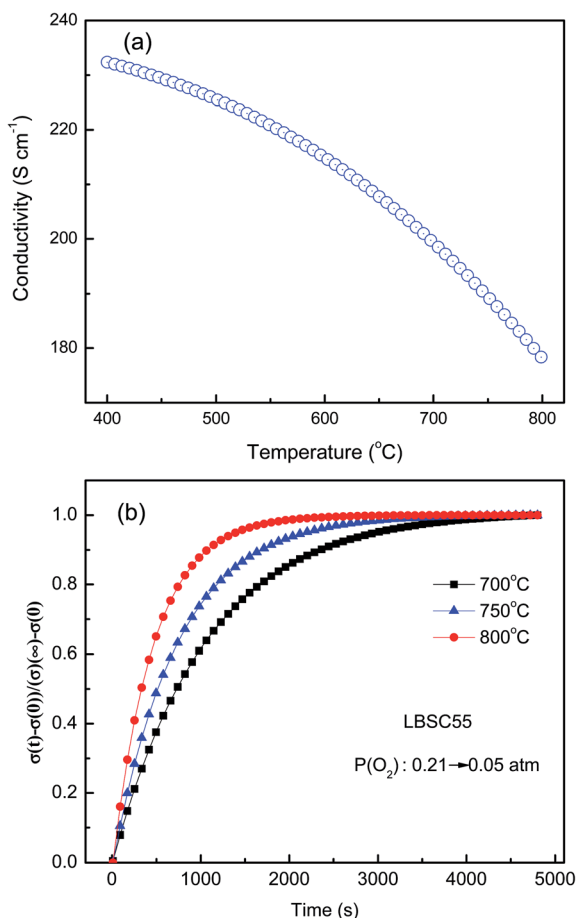 (a)
Conductivity (S cm⁻¹)
240
220
200
180
400 500 600 700 800
Temperature (°C)
(b)
σ(t)-σ(0))/(σ)(∞)-σ(0)
1.0
0.8
0.6
0.4
0.2
0.0
700°C
750°C
800°C
LBSC55
P(O₂) : 0.21→0.05 atm
0 1000 2000 3000 4000 5000
Time (s)